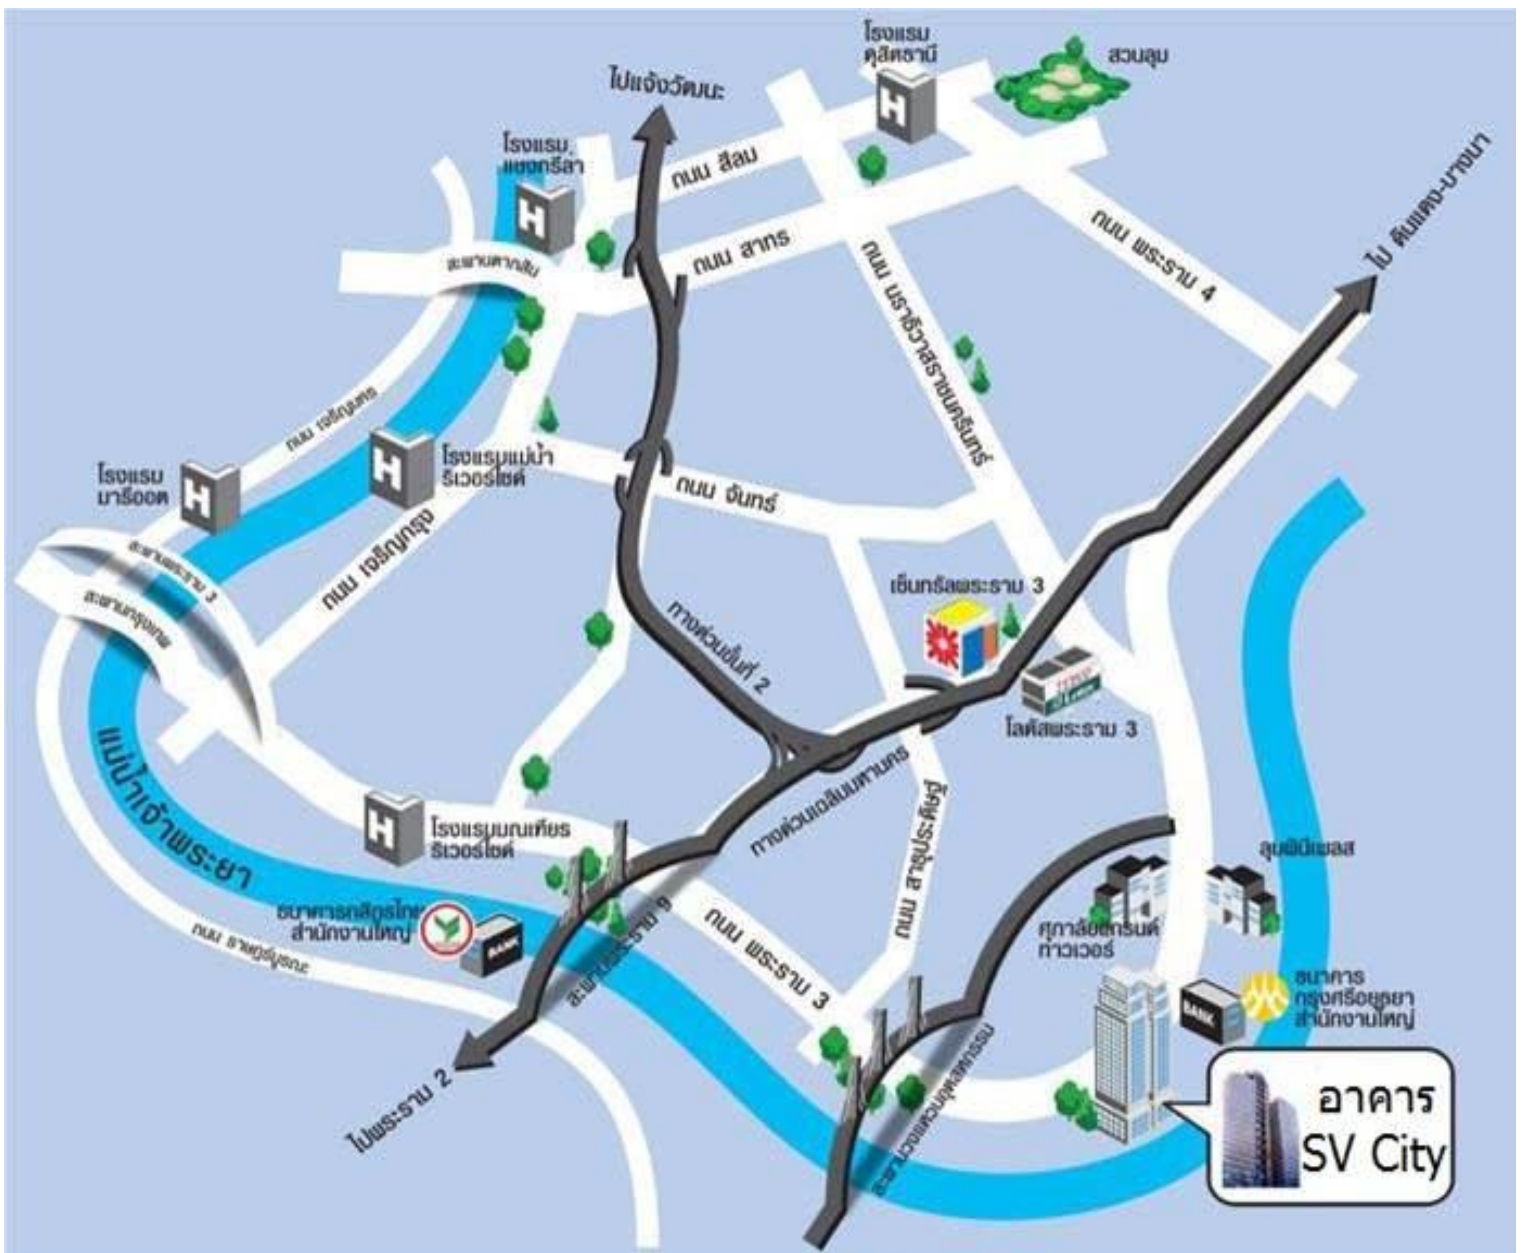 โรงแรม
ดุสิตธานี
สวนลุม
ไปแจ้งวัฒนะ
โรงแรม
แชงกรีล่า
H
H
ถนน สีลม
ไป ดินแดง-บางนา
ถนน สาทร
ถนน พระราม 4
สะพานตากสิน
ถนน นราธิวาสราชนครินทร์
ถนน เจริญนคร
โรงแรม
มารีออต
H
H
โรงแรมแม่น้ำ
ริเวอร์ไซด์
ถนน จันทร์
ถนน เจริญกรุง
สะพานพระราม 3
สะพานกรุงเทพ
เซ็นทรัลพระราม 3
ทางด่วนขั้นที่ 2
TESCO
Lotus
โลตัสพระราม 3
แม่น้ำเจ้าพระยา
ทางด่วนเฉลิมมหานคร
H
โรงแรมมณเฑียร
ริเวอร์ไซด์
ถนน สาธุประดิษฐ์
ลุมพินีเพลส
ธนาคารกสิกรไทย
สำนักงานใหญ่
BANK
ถนน ราษฎร์บูรณะ
สะพานพระราม 9
ถนน พระราม 3
ศุภาลัยแกรนด์
ทาวเวอร์
ธนาคาร
กรุงศรีอยุธยา
สำนักงานใหญ่
BANK
ไปพระราม 2
อาคาร
SV City